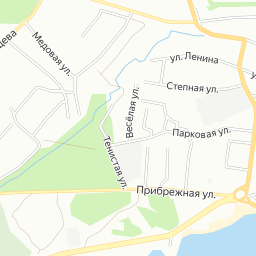 Медовая ул.
ул. Ленина
Степная ул.
Весёлая ул.
Парковая ул.
Тенистая ул.
Прибрежная ул.